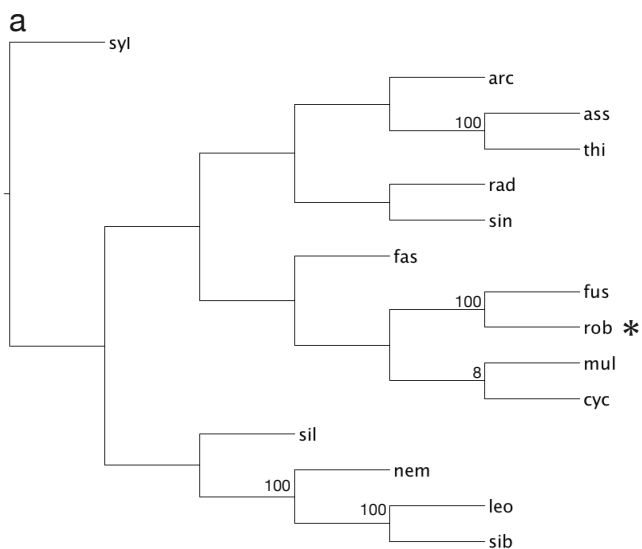 a
syl
arc
100
ass
thi
rad
sin
fas
100
fus
rob *
mul
8
cyc
sil
100
nem
100
leo
sib